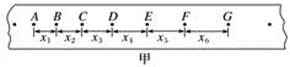 A B C D E F G
x₁ x₂ x₃ x₄ x₅ x₆
甲